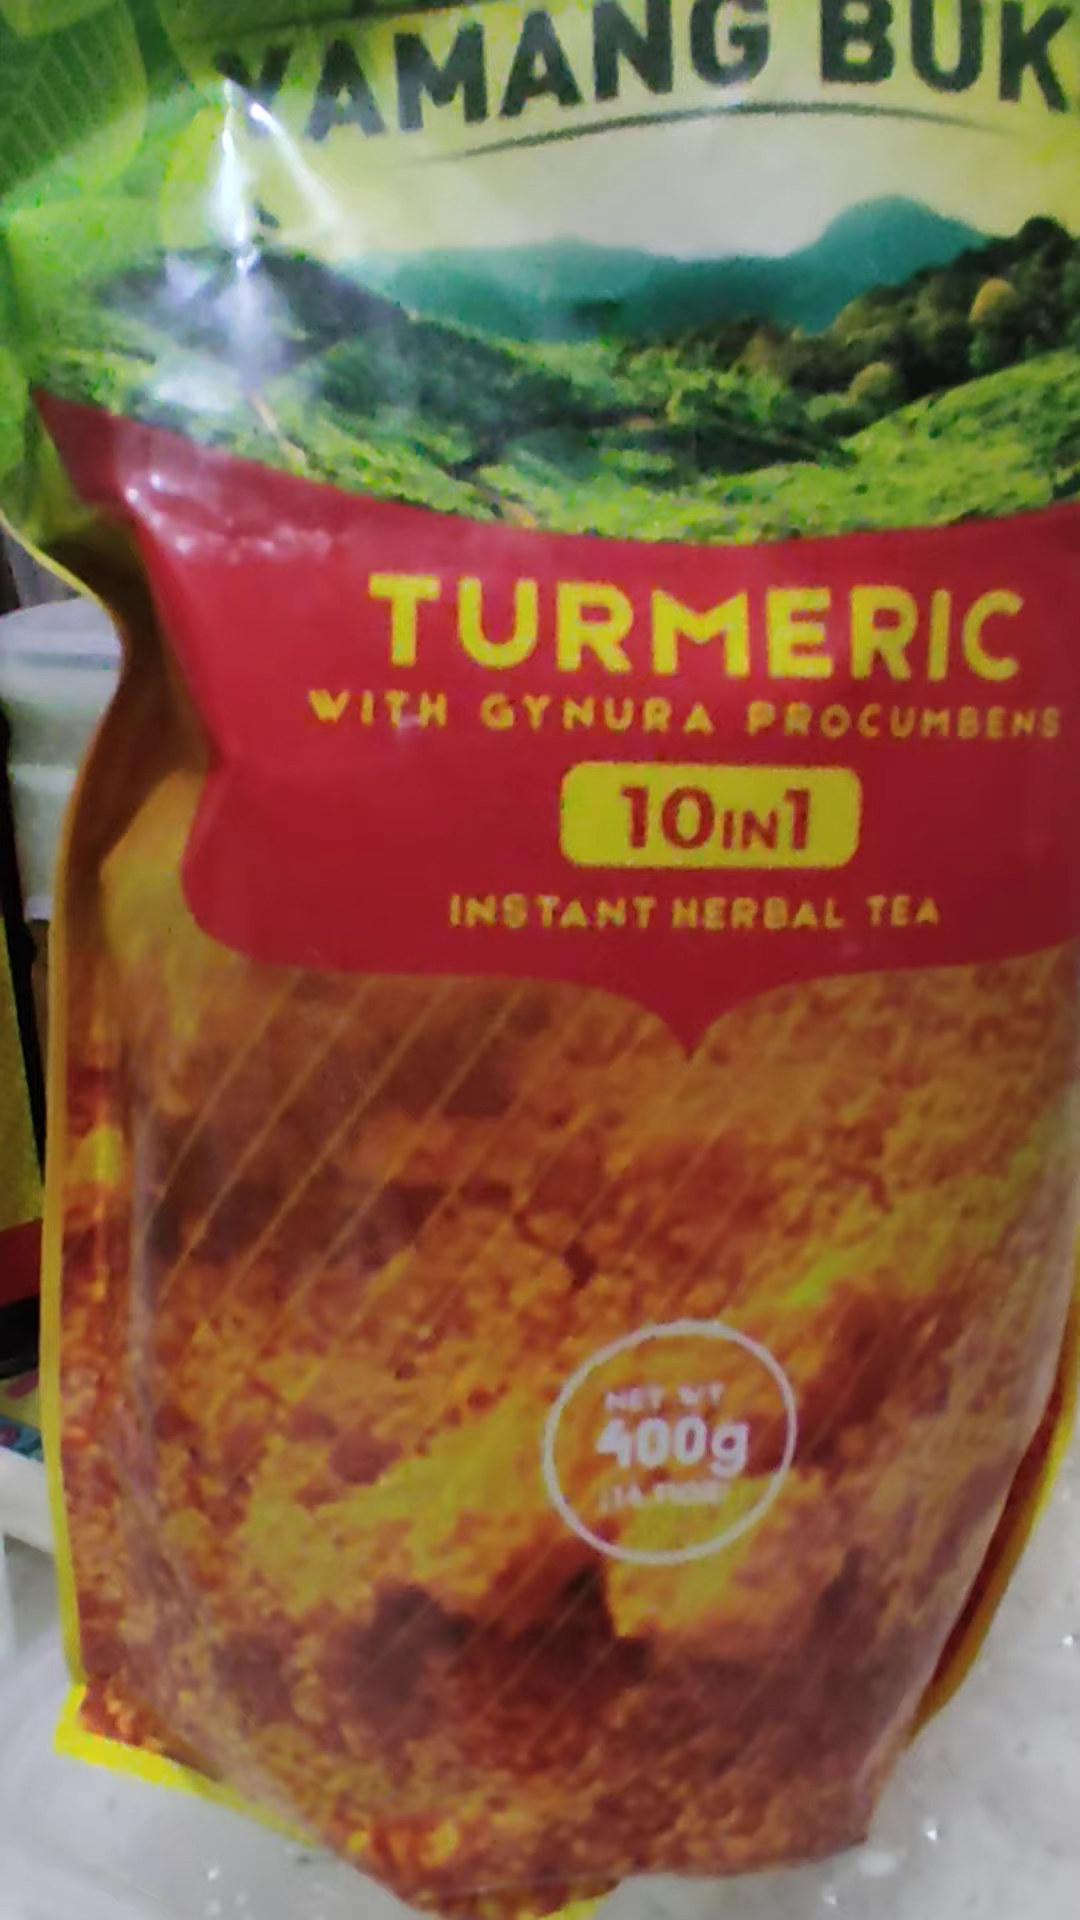 YAMANG BUK
TURMERIC
WITH GYNURA PROCUMBENS
10IN1
INSTANT HERBAL TEA
NET WT
400g